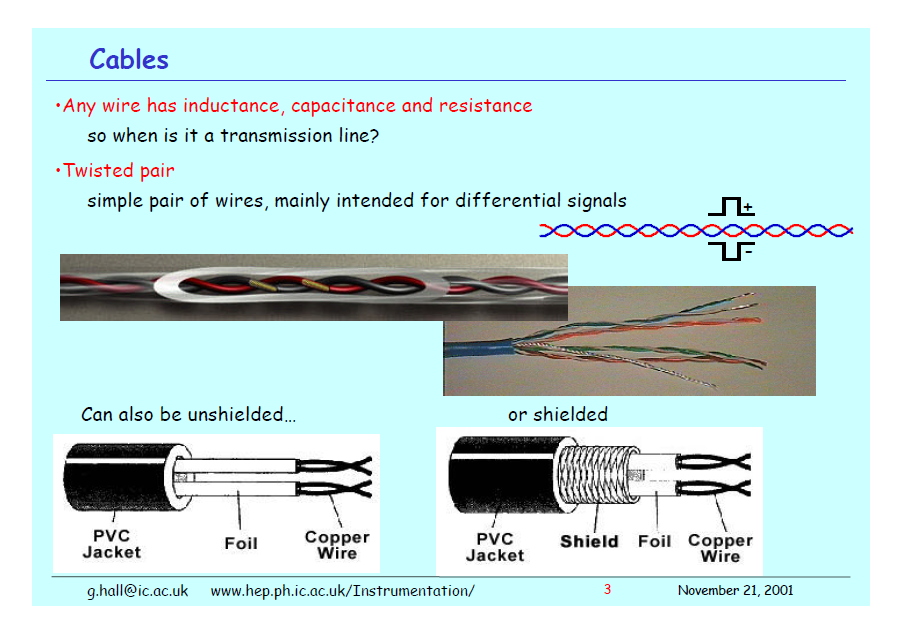 Cables
•Any wire has inductance, capacitance and resistance
so when is it a transmission line?
•Twisted pair
simple pair of wires, mainly intended for differential signals
+
-
Can also be unshielded… or shielded
PVC Jacket
Foil
Copper Wire
PVC Jacket
Shield
Foil
Copper Wire
g.hall@ic.ac.uk www.hep.ph.ic.ac.uk/Instrumentation/ 3 November 21, 2001